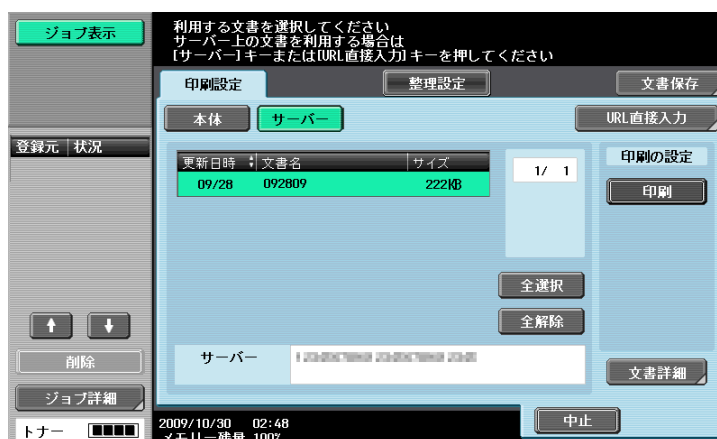 ジョブ表示
利用する文書を選択してください
サーバー上の文書を利用する場合は
[サーバー]キーまたは[URL直接入力]キーを押してください
印刷設定
整理設定
文書保存
本体
サーバー
URL直接入力
登録元 状況
更新日時 文書名 サイズ
09/28 092809 222KB
1/ 1
印刷の設定
印刷
全選択
全解除
サーバー
文書詳細
削除
ジョブ詳細
トナー
2009/10/30 02:48
メモリー残量 100%
中止